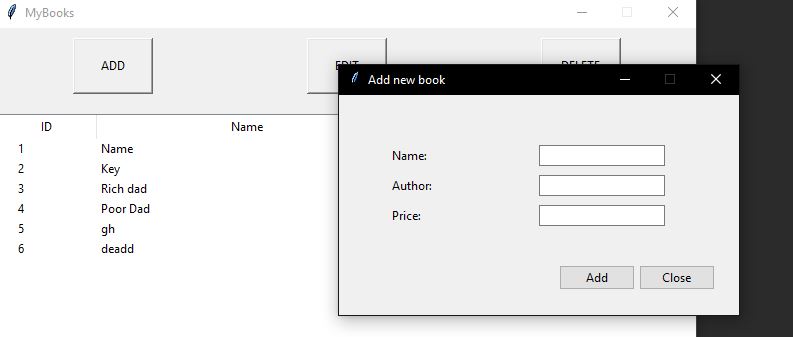 MyBooks
ADD EDIT DELETE
Add new book
ID Name
1 Name
2 Key
3 Rich dad
4 Poor Dad
5 gh
6 deadd
Name:
Author:
Price:
Add Close